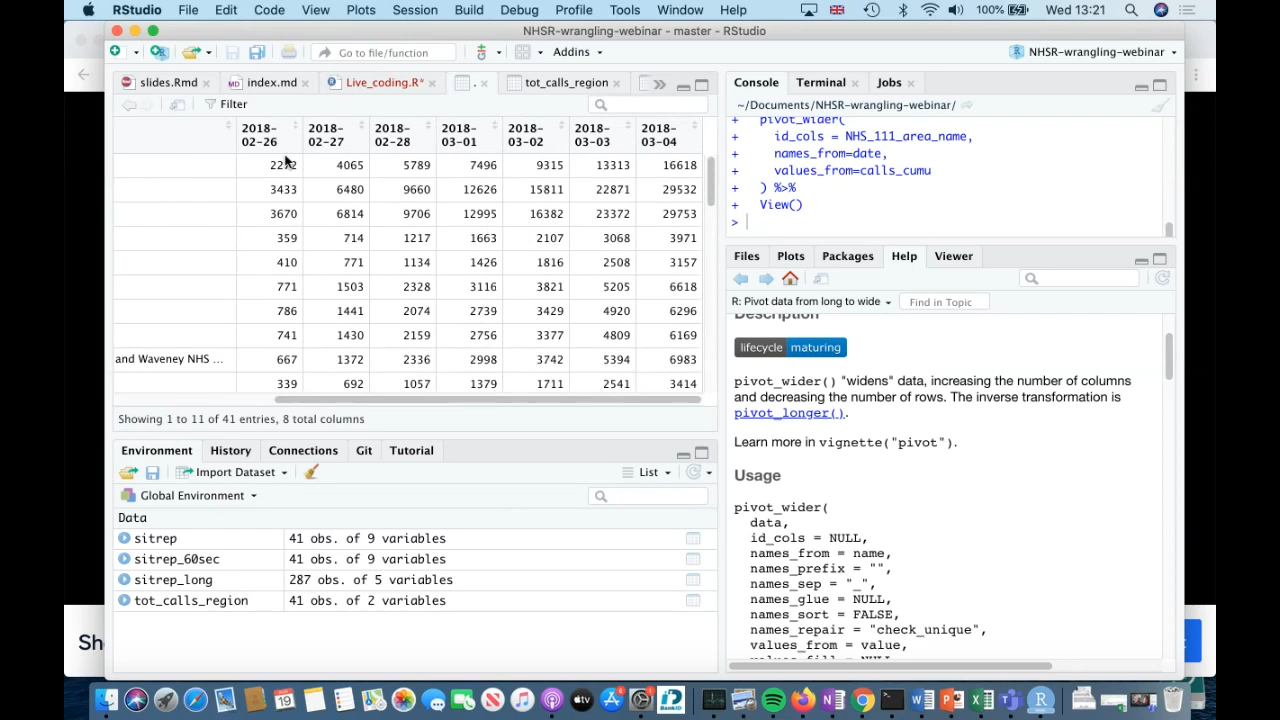 RStudio File Edit Code View Plots Session Build Debug Profile Tools Window Help 100% Wed 13:21
NHSR-wrangling-webinar - master - RStudio
Go to file/function Addins NHSR-wrangling-webinar
slides.Rmd index.md Live_coding.R* . tot_calls_region
Filter
2018-02-26 2018-02-27 2018-02-28 2018-03-01 2018-03-02 2018-03-03 2018-03-04
4065 5789 7496 9315 13313 16618
3433 6480 9660 12626 15811 22871 29532
3670 6814 9706 12995 16382 23372 29753
359 714 1217 1663 2107 3068 3971
410 771 1134 1426 1816 2508 3157
771 1503 2328 3116 3821 5205 6618
786 1441 2074 2739 3429 4920 6296
741 1430 2159 2756 3377 4809 6169
and Waveney NHS ... 667 1372 2336 2998 3742 5394 6983
339 692 1057 1379 1711 2541 3414
Showing 1 to 11 of 41 entries, 8 total columns
Environment History Connections Git Tutorial
Import Dataset List
Global Environment
Data
sitrep 41 obs. of 9 variables
sitrep_60sec 41 obs. of 9 variables
sitrep_long 287 obs. of 5 variables
tot_calls_region 41 obs. of 2 variables
Console Terminal Jobs
~/Documents/NHSR-wrangling-webinar/
+ pivot_wider(
+ id_cols = NHS_111_area_name,
+ names_from=date,
+ values_from=calls_cumu
+ ) %>%
+ View()
>
Files Plots Packages Help Viewer
R: Pivot data from long to wide Find in Topic
Description
lifecycle maturing
pivot_wider() "widens" data, increasing the number of columns
and decreasing the number of rows. The inverse transformation is
pivot_longer().
Learn more in vignette("pivot").
Usage
pivot_wider(
data,
id_cols = NULL,
names_from = name,
names_prefix = "",
names_sep = "_",
names_glue = NULL,
names_sort = FALSE,
names_repair = "check_unique",
values_from = value,
values_fill = NULL,
Sh